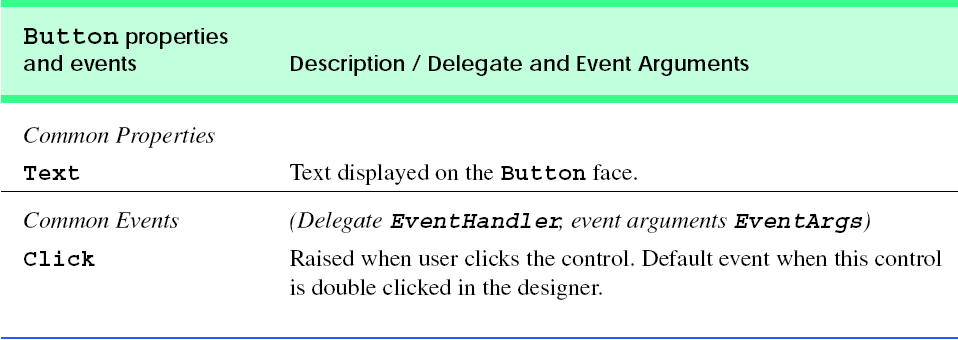 Button properties
and events
Description / Delegate and Event Arguments
Common Properties
Text Text displayed on the Button face.
Common Events (Delegate EventHandler, event arguments EventArgs)
Click Raised when user clicks the control. Default event when this control
is double clicked in the designer.